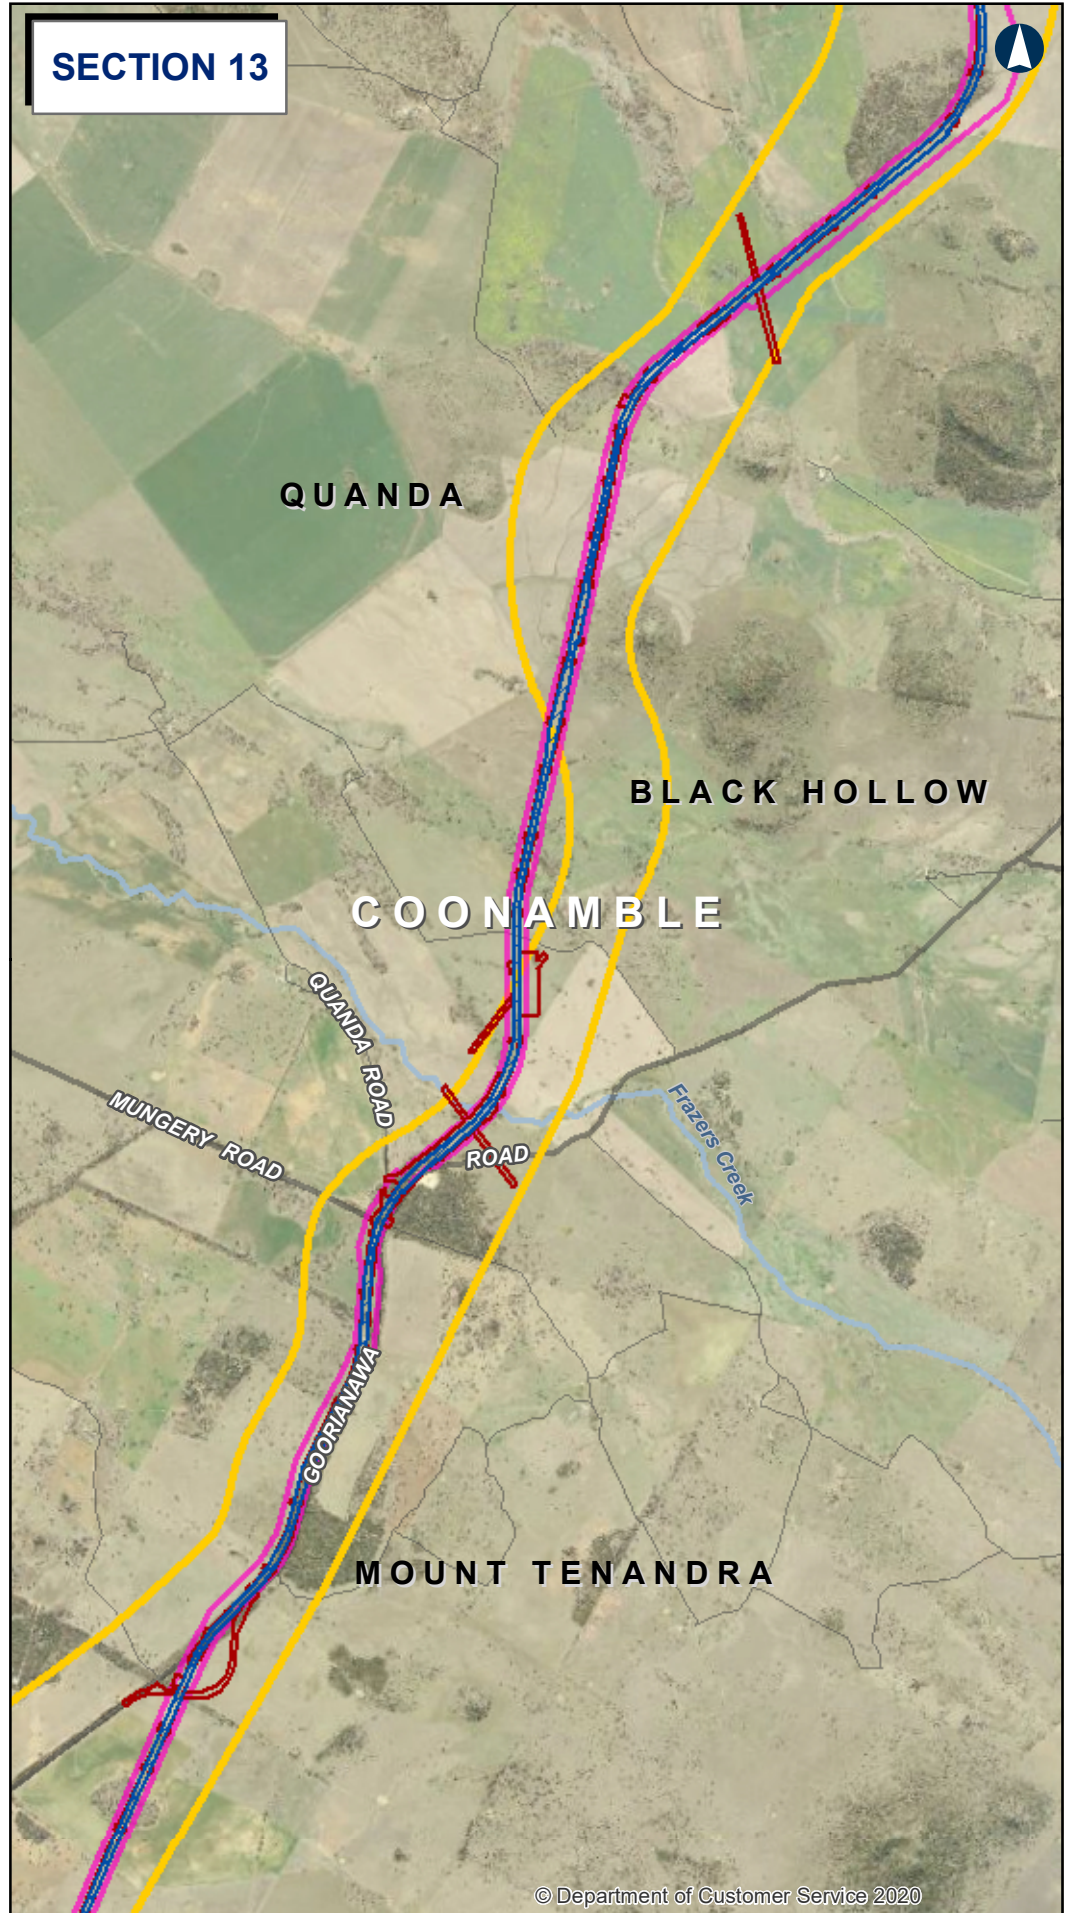 SECTION 13
QUANDA
BLACK HOLLOW
COONAMBLE
QUANDA ROAD
MUNGERY ROAD
Frazers Creek
ROAD
GOORIANAWA
MOUNT TENANDRA
© Department of Customer Service 2020